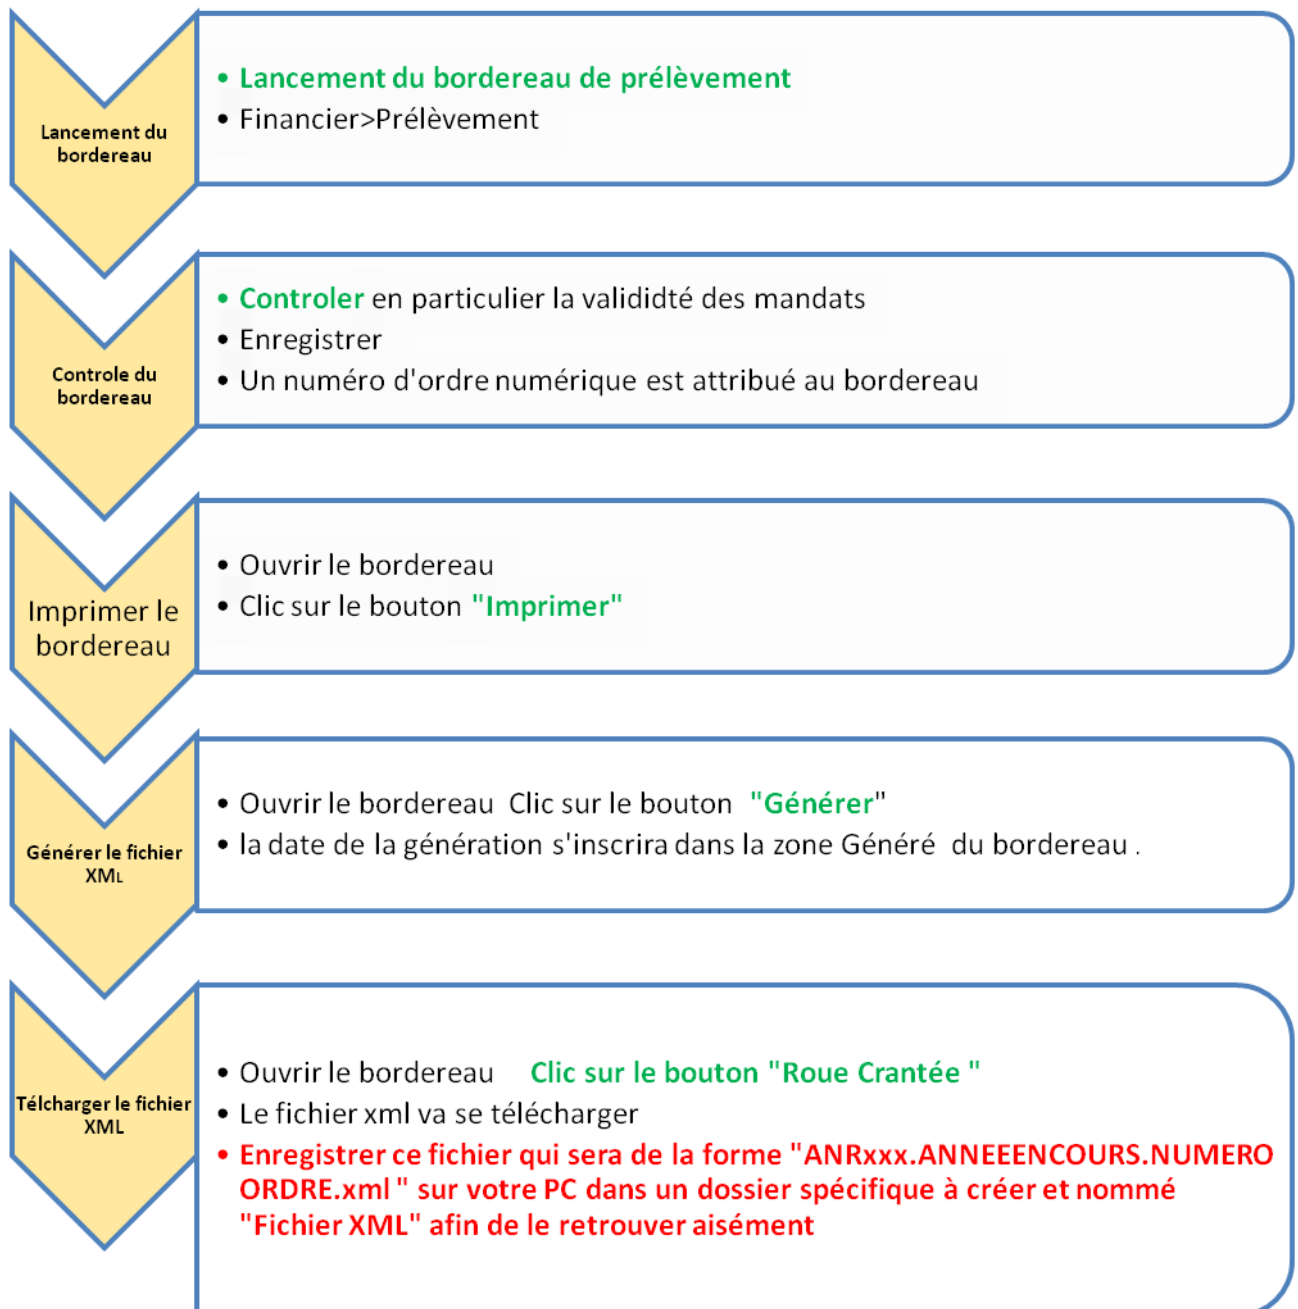 Lancement du
bordereau
• Lancement du bordereau de prélèvement
• Financier>Prélèvement
Controle du
bordereau
• Controler en particulier la valididté des mandats
• Enregistrer
• Un numéro d'ordre numérique est attribué au bordereau
Imprimer le
bordereau
• Ouvrir le bordereau
• Clic sur le bouton "Imprimer"
Générer le fichier
XML
• Ouvrir le bordereau Clic sur le bouton "Générer"
• la date de la génération s'inscrira dans la zone Généré du bordereau .
Télcharger le fichier
XML
• Ouvrir le bordereau Clic sur le bouton "Roue Crantée "
• Le fichier xml va se télécharger
• Enregistrer ce fichier qui sera de la forme "ANRxxx.ANNEEENCOURS.NUMERO
ORDRE.xml " sur votre PC dans un dossier spécifique à créer et nommé
"Fichier XML" afin de le retrouver aisément